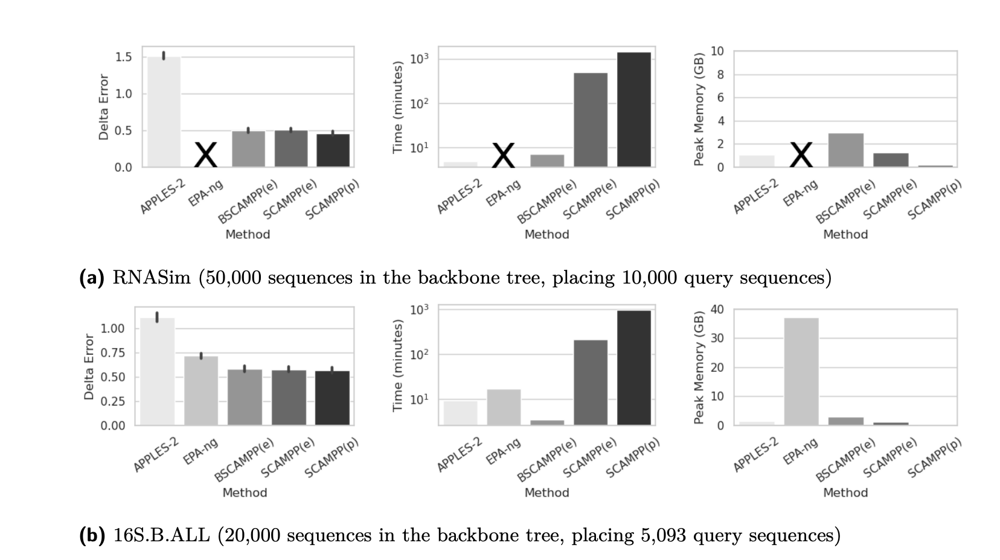 1.5
1.0
0.5
0.0
Delta Error
X
APPLES-2
EPA-ng
BSCAMPP(e)
SCAMPP(e)
SCAMPP(p)
Method
10³
10²
10¹
Time (minutes)
X
APPLES-2
EPA-ng
BSCAMPP(e)
SCAMPP(e)
SCAMPP(p)
Method
10
8
6
4
2
0
Peak Memory (GB)
X
APPLES-2
EPA-ng
BSCAMPP(e)
SCAMPP(e)
SCAMPP(p)
Method
(a) RNASim (50,000 sequences in the backbone tree, placing 10,000 query sequences)
1.00
0.75
0.50
0.25
0.00
Delta Error
APPLES-2
EPA-ng
BSCAMPP(e)
SCAMPP(e)
SCAMPP(p)
Method
10³
10²
10¹
Time (minutes)
APPLES-2
EPA-ng
BSCAMPP(e)
SCAMPP(e)
SCAMPP(p)
Method
40
30
20
10
0
Peak Memory (GB)
APPLES-2
EPA-ng
BSCAMPP(e)
SCAMPP(e)
SCAMPP(p)
Method
(b) 16S.B.ALL (20,000 sequences in the backbone tree, placing 5,093 query sequences)